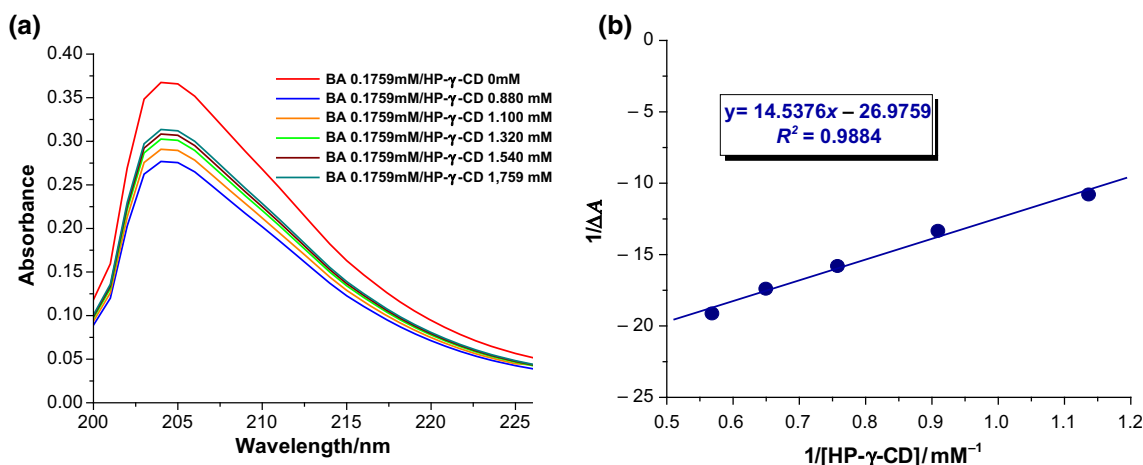 (a)
0.40
0.35
0.30
0.25
0.20
0.15
0.10
0.05
0.00
Absorbance
BA 0.1759mM/HP-γ-CD 0mM
BA 0.1759mM/HP-γ-CD 0.880 mM
BA 0.1759mM/HP-γ-CD 1.100 mM
BA 0.1759mM/HP-γ-CD 1.320 mM
BA 0.1759mM/HP-γ-CD 1.540 mM
BA 0.1759mM/HP-γ-CD 1,759 mM
200 205 210 215 220 225
Wavelength/nm
(b)
0
– 5
– 10
– 15
– 20
– 25
1/ΔA
y= 14.5376x – 26.9759
R² = 0.9884
0.5 0.6 0.7 0.8 0.9 1.0 1.1 1.2
1/[HP-γ-CD]/mM⁻¹